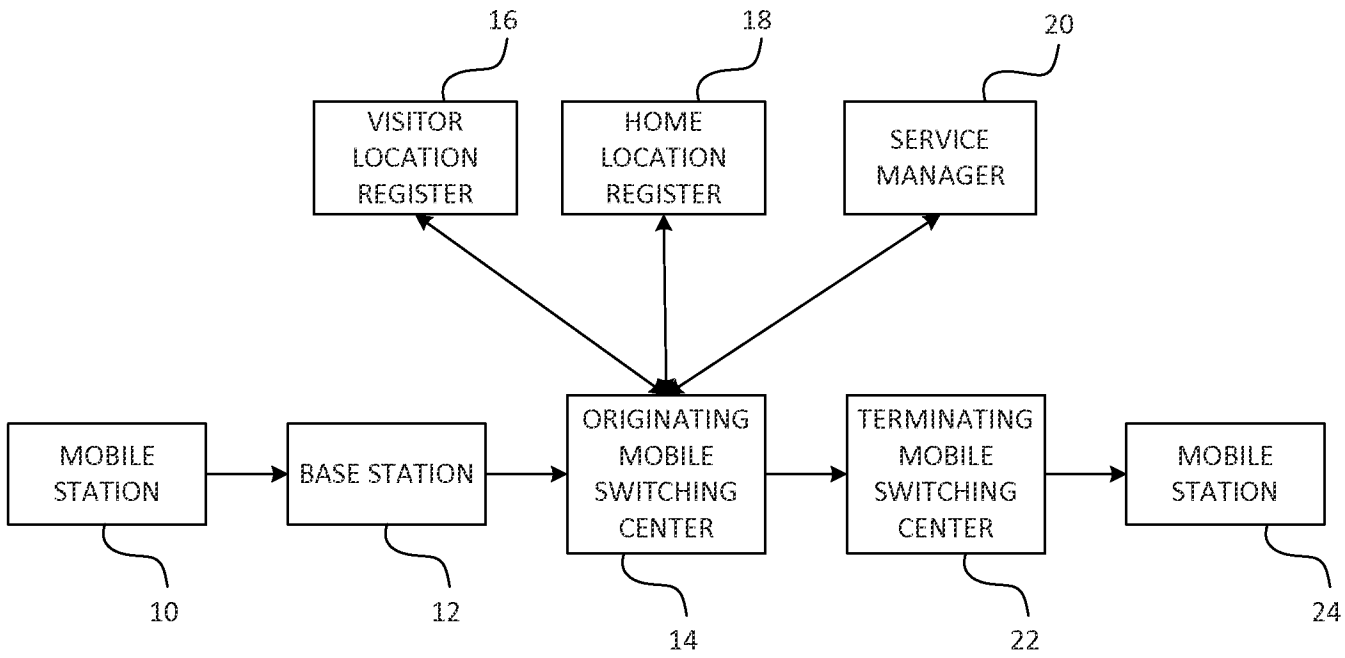 16
18
20
VISITOR
LOCATION
REGISTER
HOME
LOCATION
REGISTER
SERVICE
MANAGER
MOBILE
STATION
BASE STATION
ORIGINATING
MOBILE
SWITCHING
CENTER
TERMINATING
MOBILE
SWITCHING
CENTER
MOBILE
STATION
10
12
14
22
24